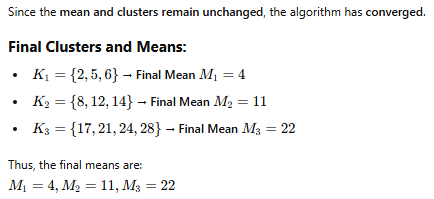 Since the mean and clusters remain unchanged, the algorithm has converged.
Final Clusters and Means:
• K₁ = {2, 5, 6} → Final Mean M₁ = 4
• K₂ = {8, 12, 14} → Final Mean M₂ = 11
• K₃ = {17, 21, 24, 28} → Final Mean M₃ = 22
Thus, the final means are:
M₁ = 4, M₂ = 11, M₃ = 22